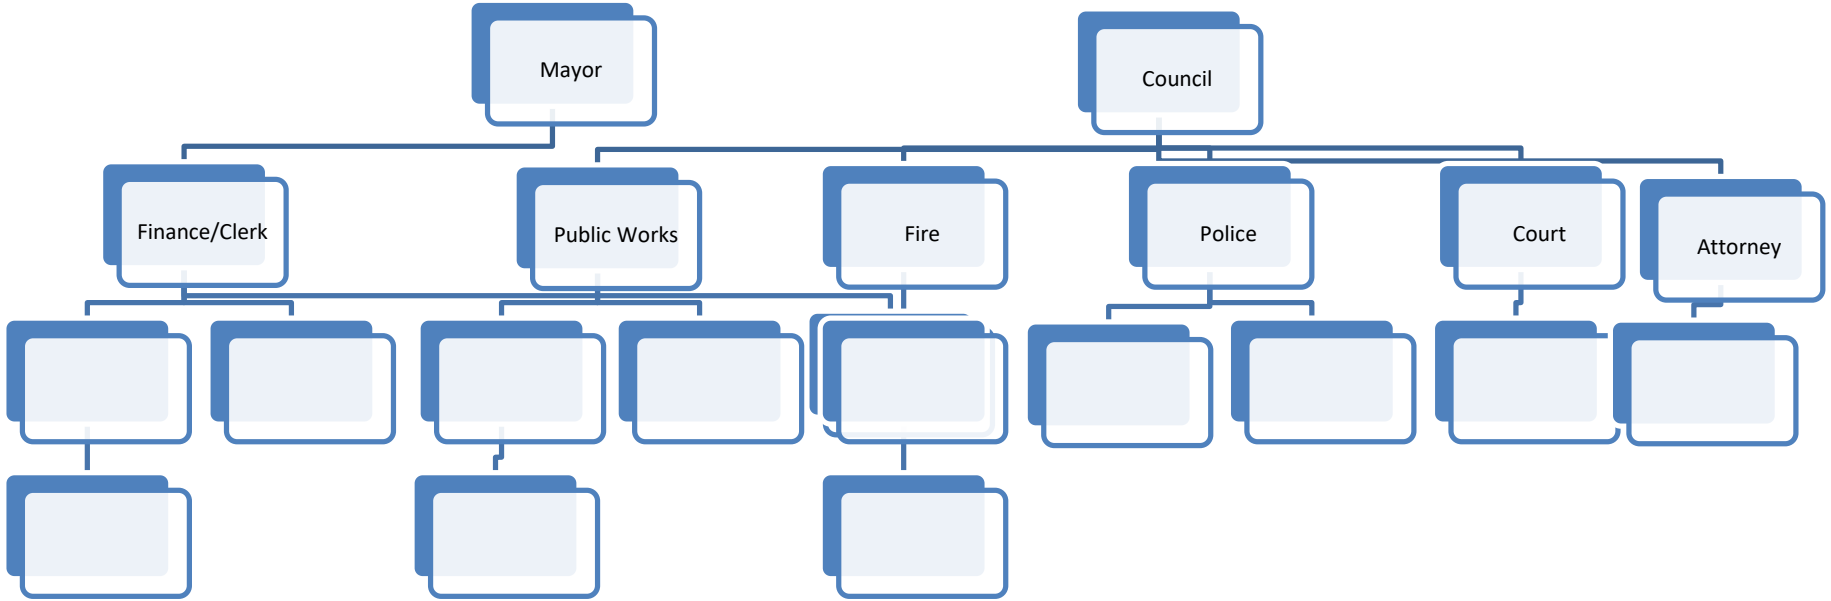 Mayor
Council
Finance/Clerk
Public Works
Fire
Police
Court
Attorney